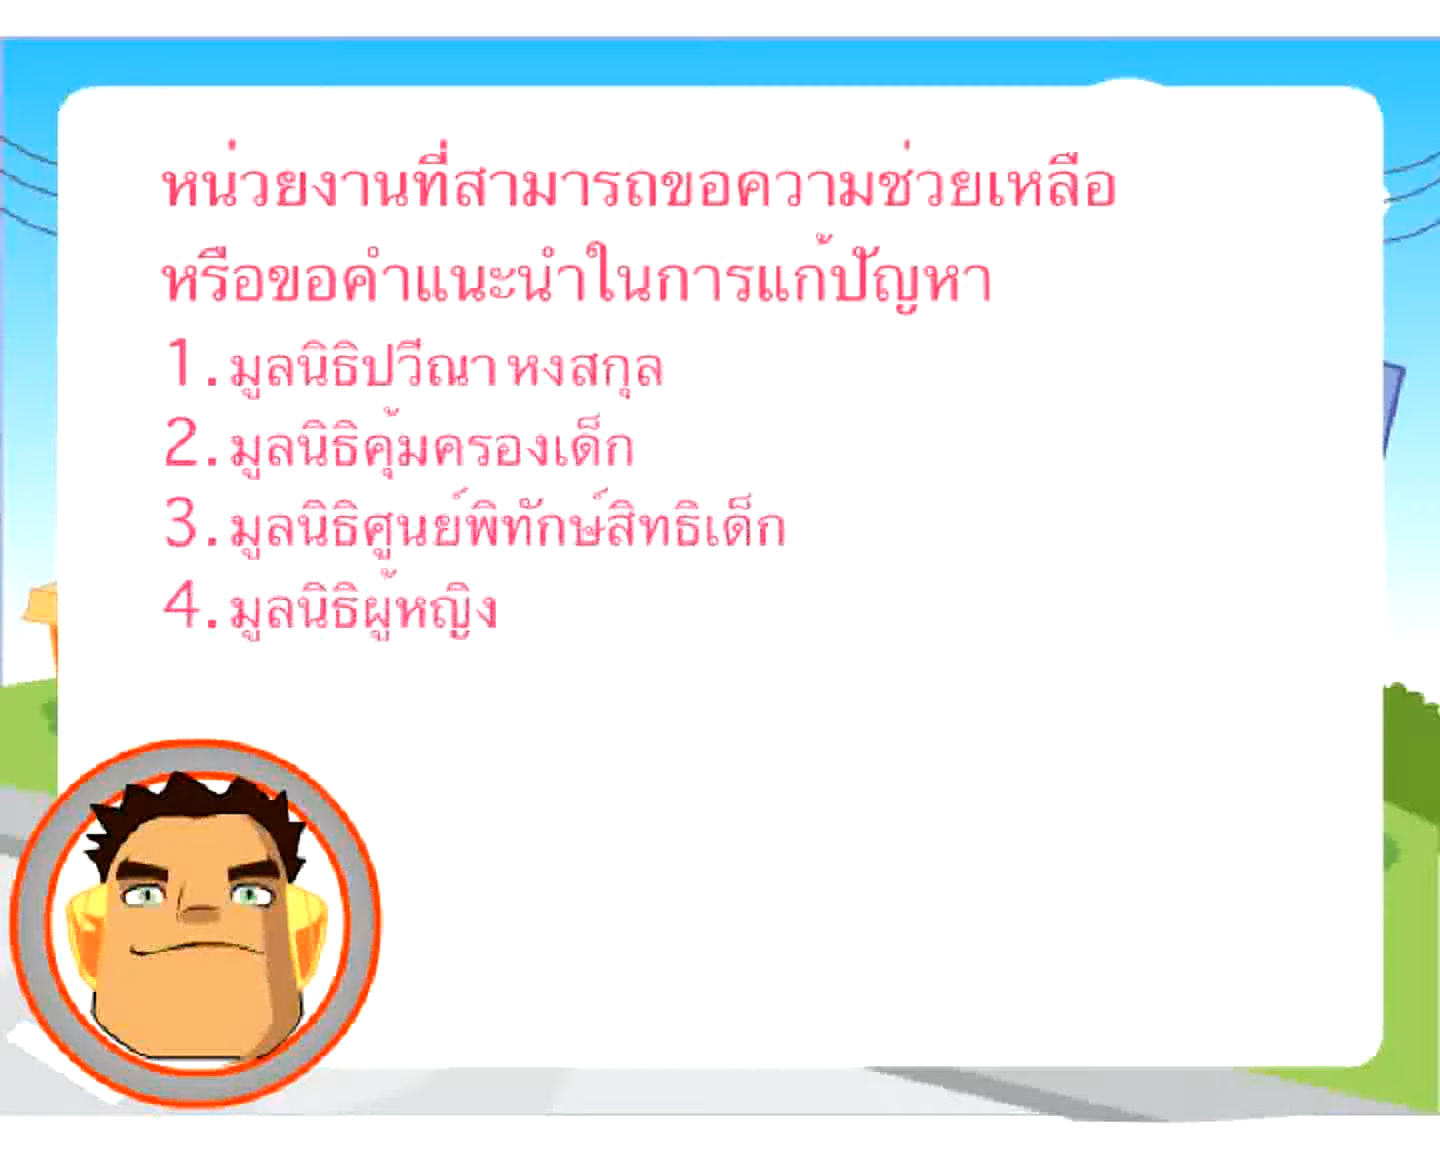 หน่วยงานที่สามารถขอความช่วยเหลือ
หรือขอคำแนะนำในการแก้ปัญหา
1. มูลนิธิปวีณา หงสกุล
2. มูลนิธิคุ้มครองเด็ก
3. มูลนิธิศูนย์พิทักษ์สิทธิเด็ก
4. มูลนิธิผู้หญิง